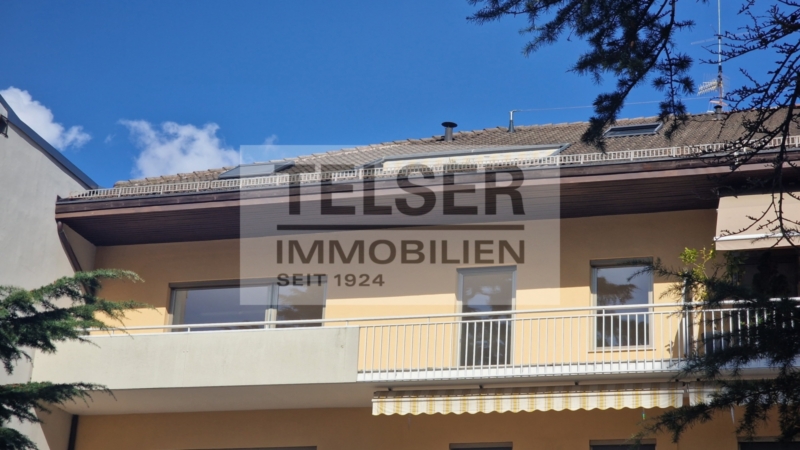 TELSER
IMMOBILIEN
SEIT 1924